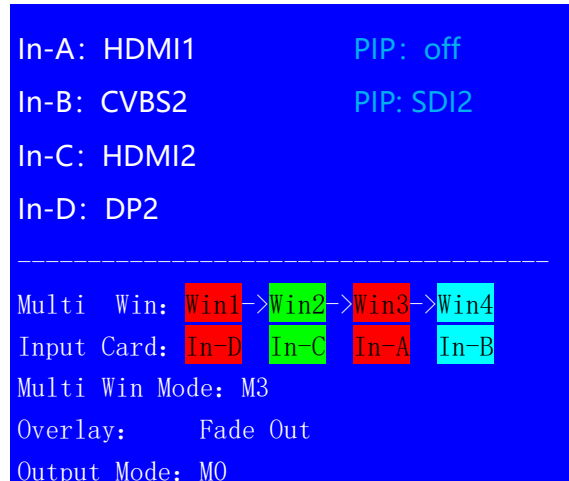 In-A: HDMI1 PIP: off
In-B: CVBS2 PIP: SDI2
In-C: HDMI2
In-D: DP2
----------------------------------------
Multi Win: Win1->Win2->Win3->Win4
Input Card: In-D In-C In-A In-B
Multi Win Mode: M3
Overlay: Fade Out
Output Mode: M0